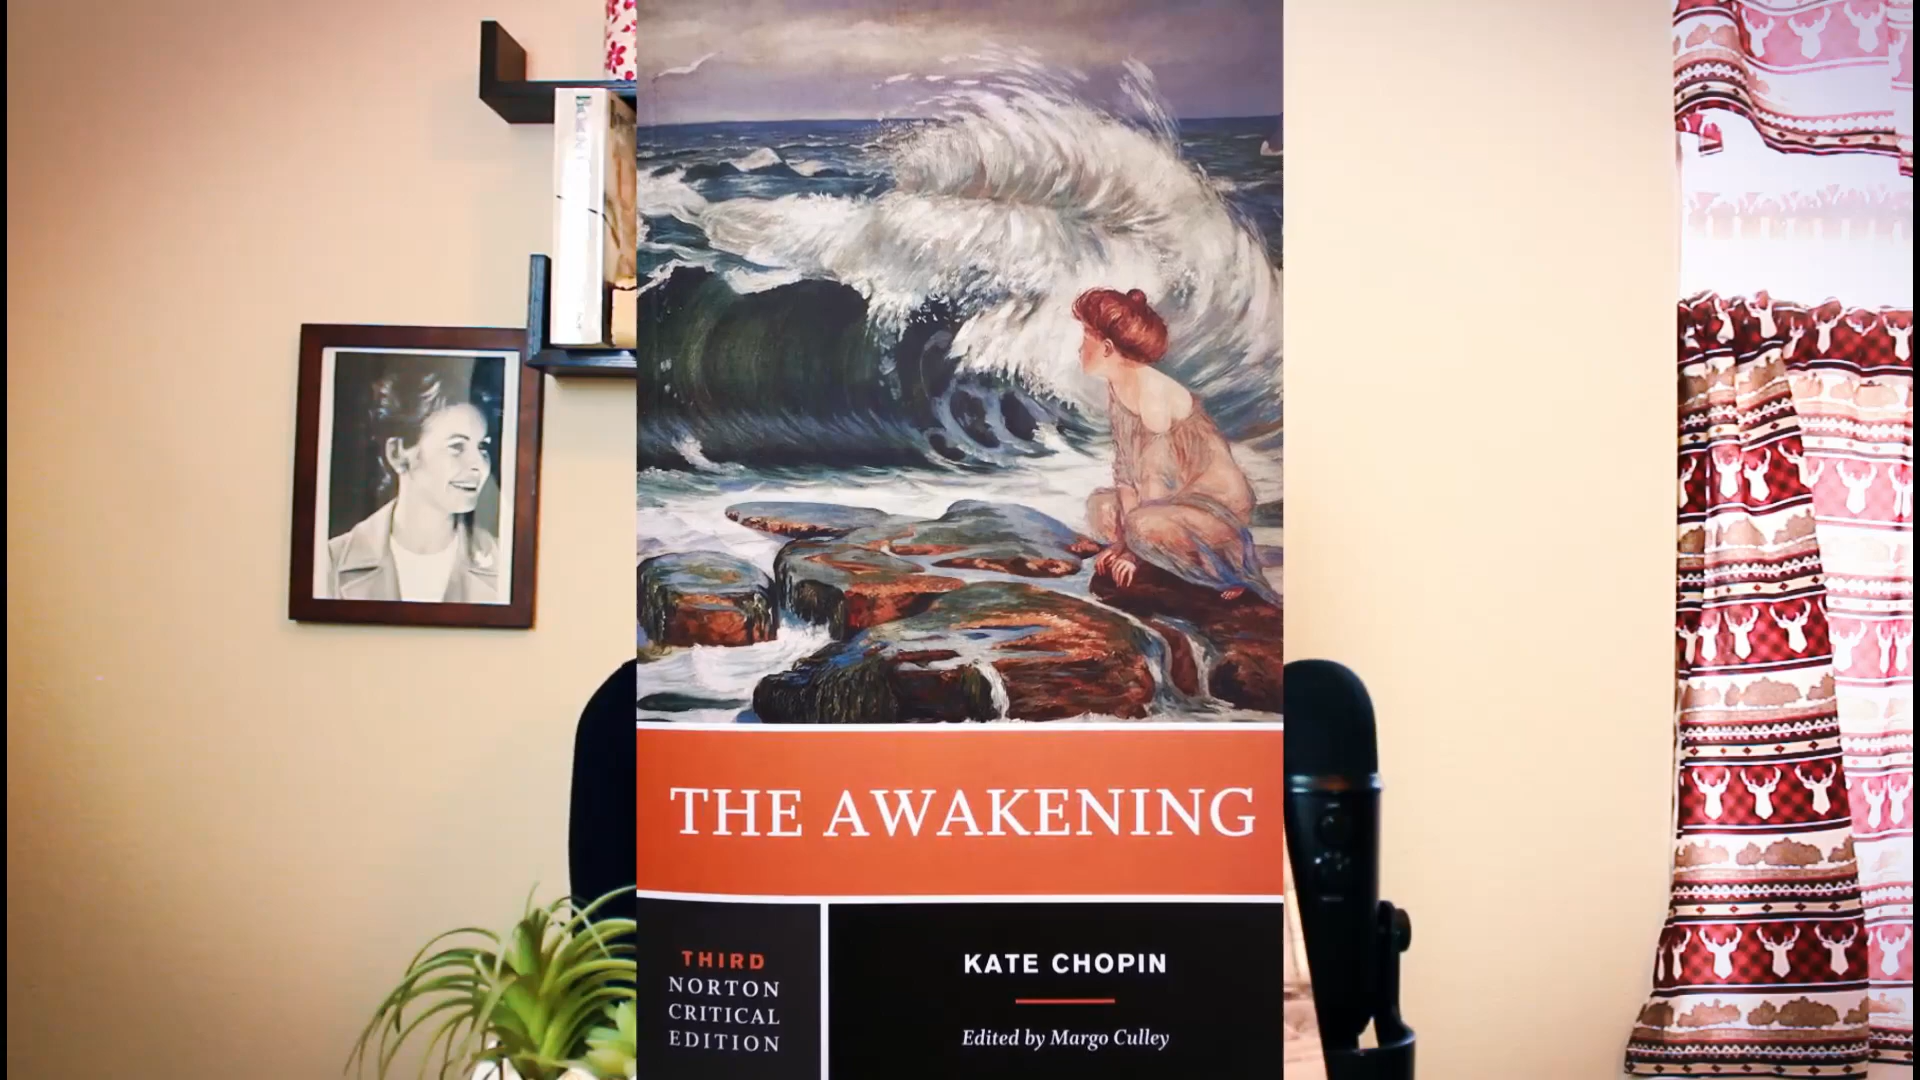 THE AWAKENING
THIRD
NORTON
CRITICAL
EDITION
KATE CHOPIN
Edited by Margo Culley